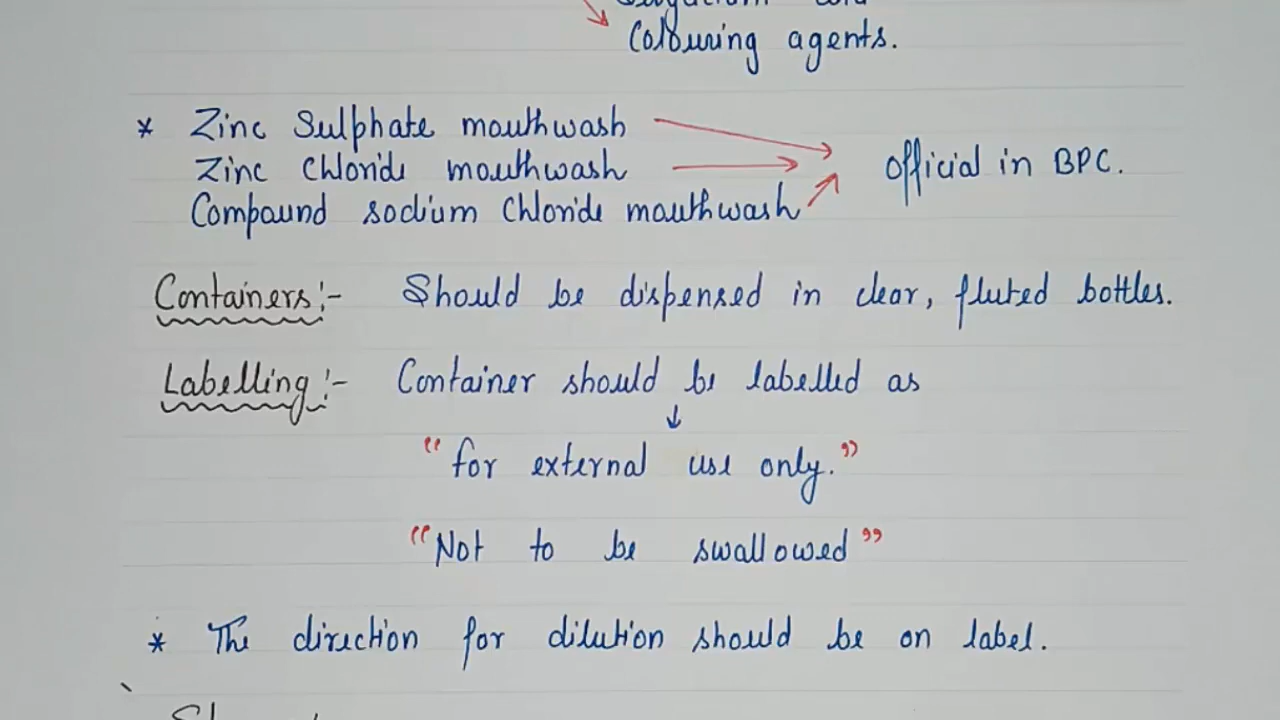 Colouring agents.
* Zinc Sulphate mouthwash
Zinc Chloride mouthwash
Compound sodium Chloride mouthwash
Official in BPC.
Containers:- Should be dispensed in clear, fluted bottles.
Labelling:- Container should be labelled as
↓
"for external use only."
"Not to be swallowed"
* The direction for dilution should be on label.